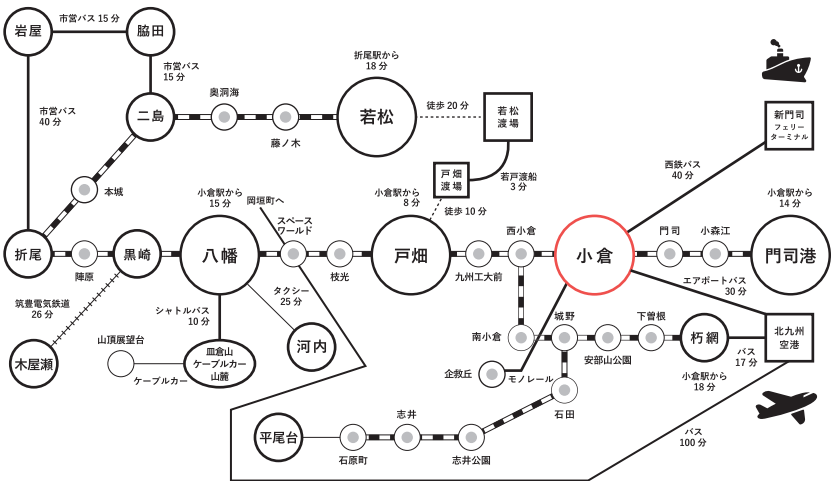 岩屋
市営バス 15 分
脇田
市営バス
15 分
市営バス
40 分
二島
奥洞海
藤ノ木
折尾駅から
18 分
若松
徒歩 20 分
若松
渡場
戸畑
渡場
若戸渡船
3 分
徒歩 10 分
新門司
フェリー
ターミナル
西鉄バス
40 分
本城
折尾
陣原
黒崎
小倉駅から
15 分
八幡
岡垣町へ
スペース
ワールド
枝光
小倉駅から
8 分
戸畑
九州工大前
西小倉
小倉
門司
小森江
小倉駅から
14 分
門司港
エアポートバス
30 分
筑豊電気鉄道
26 分
木屋瀬
シャトルバス
10 分
タクシー
25 分
河内
山頂展望台
ケーブルカー
皿倉山
ケーブルカー
山麓
南小倉
城野
安部山公園
下曽根
朽網
小倉駅から
18 分
バス
17 分
北九州
空港
企救丘
モノレール
石田
平尾台
石原町
志井
志井公園
バス
100 分